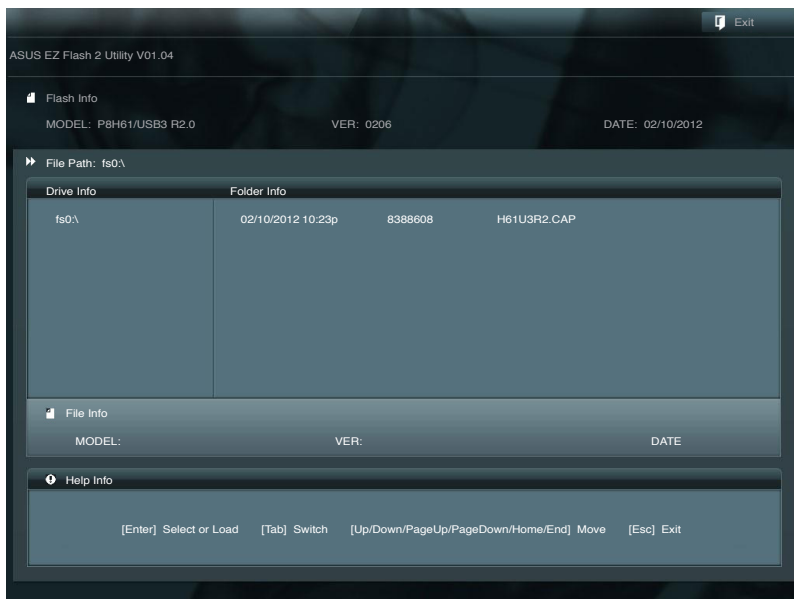 Exit
ASUS EZ Flash 2 Utility V01.04
Flash Info
MODEL: P8H61/USB3 R2.0 VER: 0206 DATE: 02/10/2012
File Path: fs0:\
Drive Info Folder Info
fs0:\ 02/10/2012 10:23p 8388608 H61U3R2.CAP
File Info
MODEL: VER: DATE
Help Info
[Enter] Select or Load [Tab] Switch [Up/Down/PageUp/PageDown/Home/End] Move [Esc] Exit